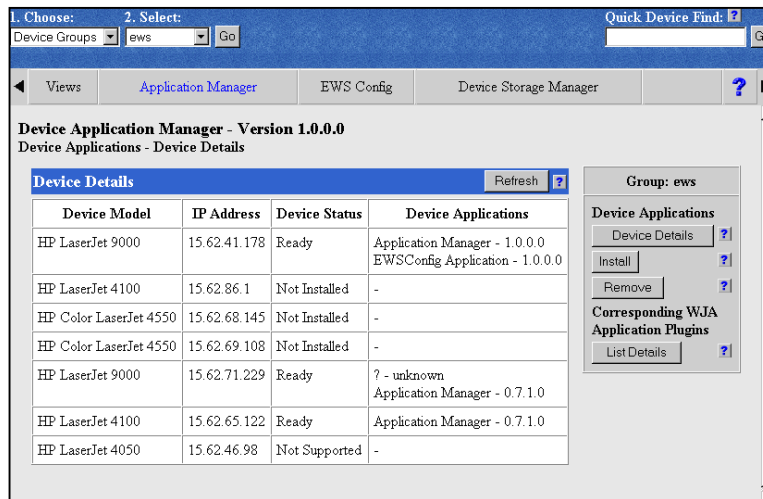 1. Choose: 2. Select: Quick Device Find: ?
Device Groups ews Go
Views Application Manager EWS Config Device Storage Manager ?
Device Application Manager - Version 1.0.0.0
Device Applications - Device Details
Device Details Refresh ?
Device Model IP Address Device Status Device Applications
HP LaserJet 9000 15.62.41.178 Ready Application Manager - 1.0.0.0
EWSConfig Application - 1.0.0.0
HP LaserJet 4100 15.62.86.1 Not Installed -
HP Color LaserJet 4550 15.62.68.145 Not Installed -
HP Color LaserJet 4550 15.62.69.108 Not Installed -
HP LaserJet 9000 15.62.71.229 Ready ? - unknown
Application Manager - 0.7.1.0
HP LaserJet 4100 15.62.65.122 Ready Application Manager - 0.7.1.0
HP LaserJet 4050 15.62.46.98 Not Supported -
Group: ews
Device Applications
Device Details ?
Install ?
Remove ?
Corresponding WJA
Application Plugins
List Details ?